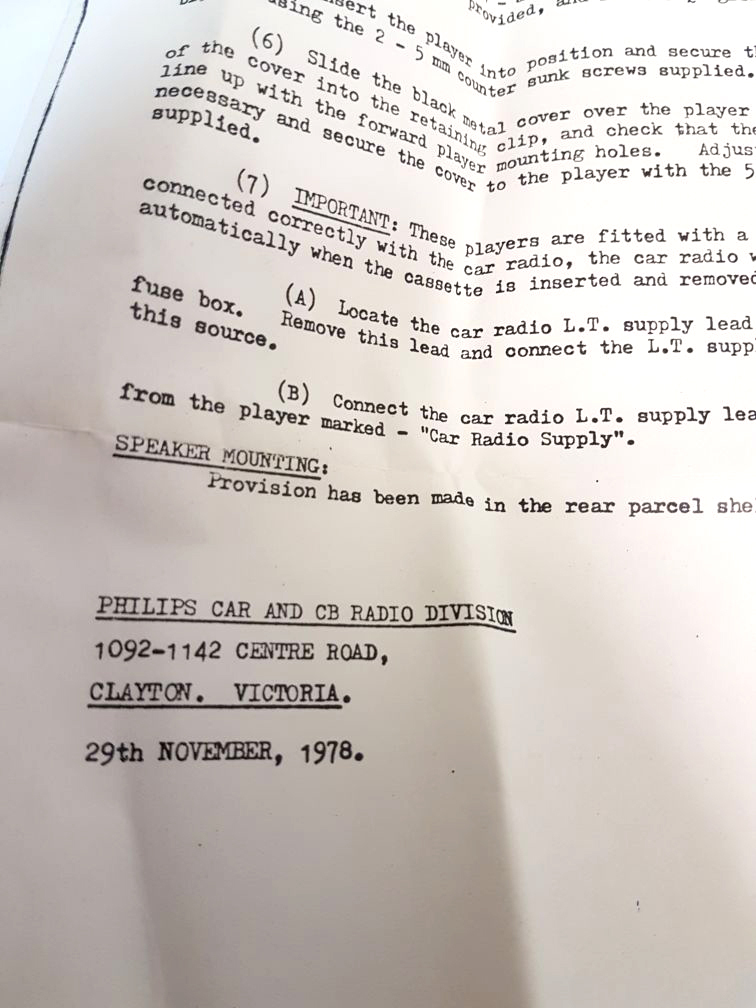 provided,
insert the player into position and secure
using the 2 - 5 mm counter sunk screws supplied.
(6) Slide the black metal cover over the player
of the cover into the retaining clip, and check that the
line up with the forward player mounting holes. Adjus
necessary and secure the cover to the player with the 5
supplied.
(7) IMPORTANT: These players are fitted with a
connected correctly with the car radio, the car radio w
automatically when the cassette is inserted and removed
(A) Locate the car radio L.T. supply lead
fuse box. Remove this lead and connect the L.T. supp
this source.
(B) Connect the car radio L.T. supply lea
from the player marked - "Car Radio Supply".
SPEAKER MOUNTING:
Provision has been made in the rear parcel she
PHILIPS CAR AND CB RADIO DIVISION
1092-1142 CENTRE ROAD,
CLAYTON. VICTORIA.
29th NOVEMBER, 1978.